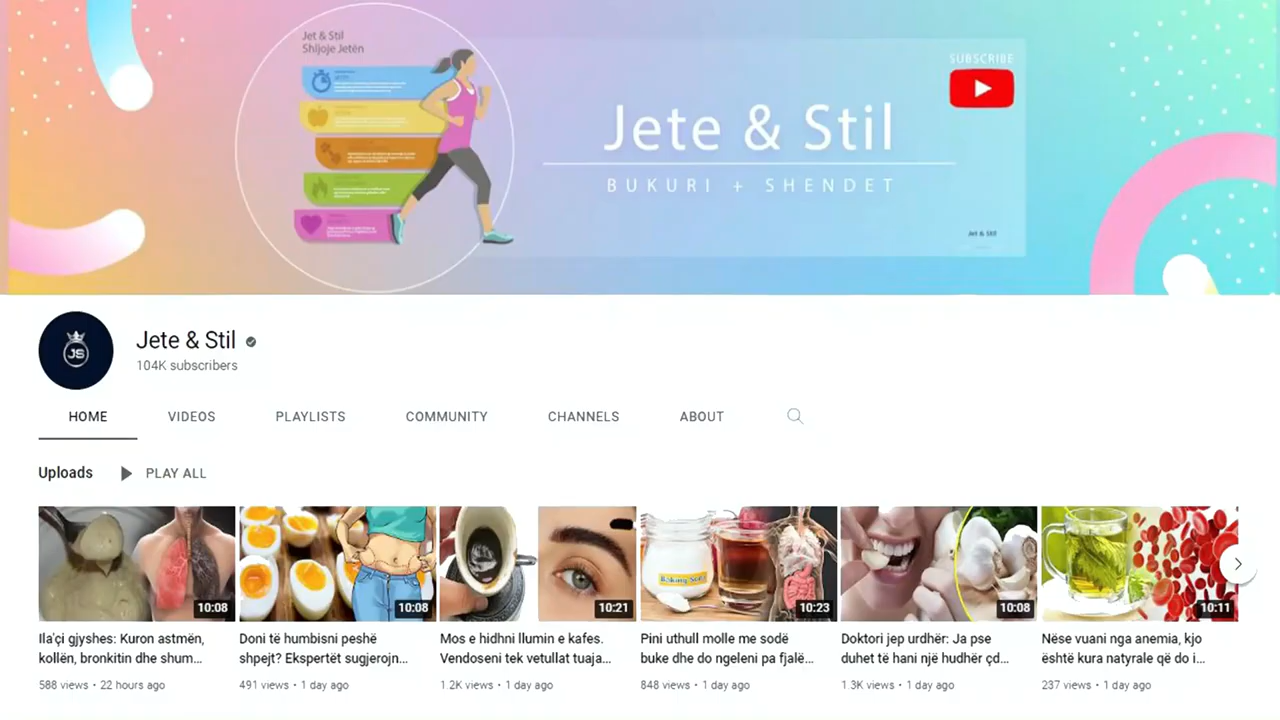 Jet & Stil
Shijoje Jetën
SUBSCRIBE
Jete & Stil
BUKURI + SHENDET
Jet & Stil
JS
Jete & Stil
104K subscribers
HOME VIDEOS PLAYLISTS COMMUNITY CHANNELS ABOUT
Uploads PLAY ALL
Baking Soda
10:08 10:08 10:21 10:23 10:08 10:11
Ila'çi gjyshes: Kuron astmën,
kollën, bronkitin dhe shum...
588 views • 22 hours ago
Doni të humbisni peshë
shpejt? Ekspertët sugjerojn...
491 views • 1 day ago
Mos e hidhni llumin e kafes.
Vendoseni tek vetullat tuaja...
1.2K views • 1 day ago
Pini uthull molle me sodë
buke dhe do ngeleni pa fjalë...
848 views • 1 day ago
Doktori jep urdhër: Ja pse
duhet të hani një hudhër çd...
1.3K views • 1 day ago
Nëse vuani nga anemia, kjo
është kura natyrale që do i...
237 views • 1 day ago